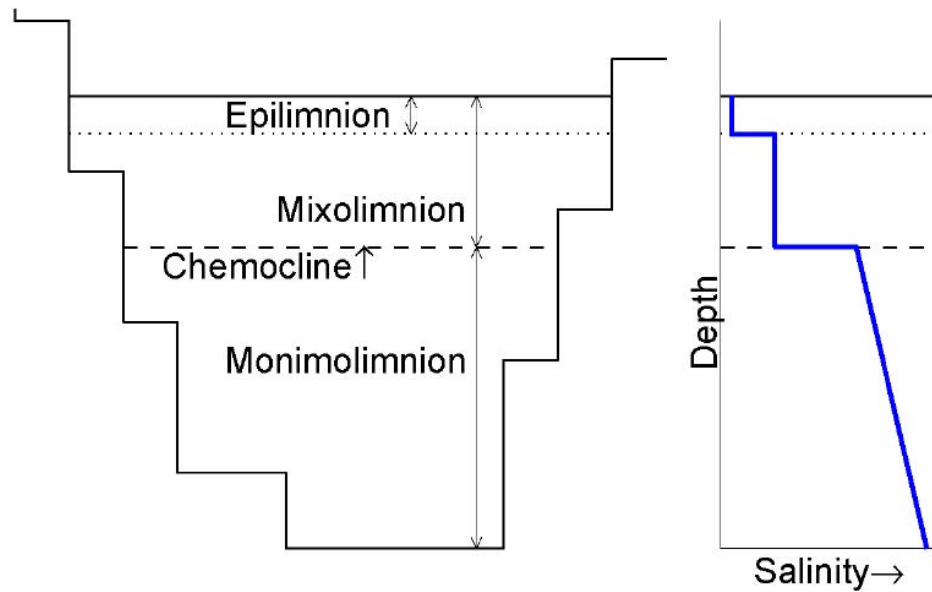 Epilimnion
Mixolimnion
Chemocline↑
Monimolimnion
Depth
Salinity→